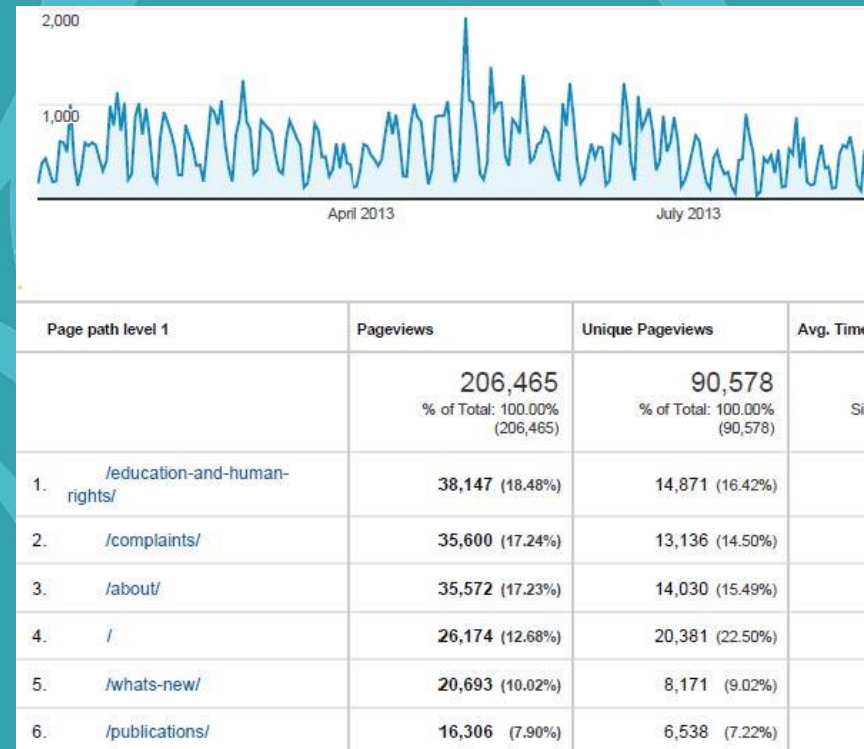 2,000
1,000
April 2013
July 2013
Page path level 1 Pageviews Unique Pageviews Avg. Time
206,465 90,578
% of Total: 100.00% % of Total: 100.00%
(206,465) (90,578)
1. /education-and-human-rights/ 38,147 (18.48%) 14,871 (16.42%)
2. /complaints/ 35,600 (17.24%) 13,136 (14.50%)
3. /about/ 35,572 (17.23%) 14,030 (15.49%)
4. / 26,174 (12.68%) 20,381 (22.50%)
5. /whats-new/ 20,693 (10.02%) 8,171 (9.02%)
6. /publications/ 16,306 (7.90%) 6,538 (7.22%)